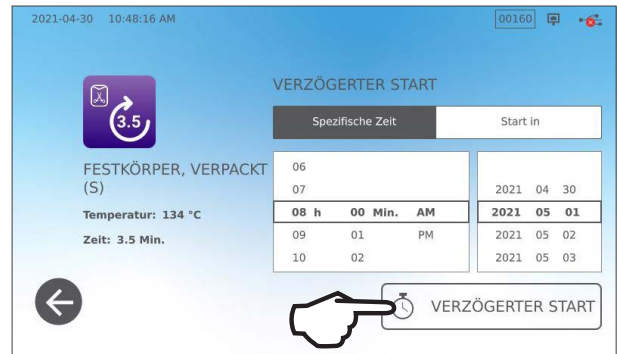 2021-04-30 10:48:16 AM
00160
VERZÖGERTER START
3.5
Spezifische Zeit
Start in
FESTKÖRPER, VERPACKT
(S)
Temperatur: 134 °C
Zeit: 3.5 Min.
06
07 2021 04 30
08 h 00 Min. AM 2021 05 01
09 01 PM 2021 05 02
10 02 2021 05 03
VERZÖGERTER START